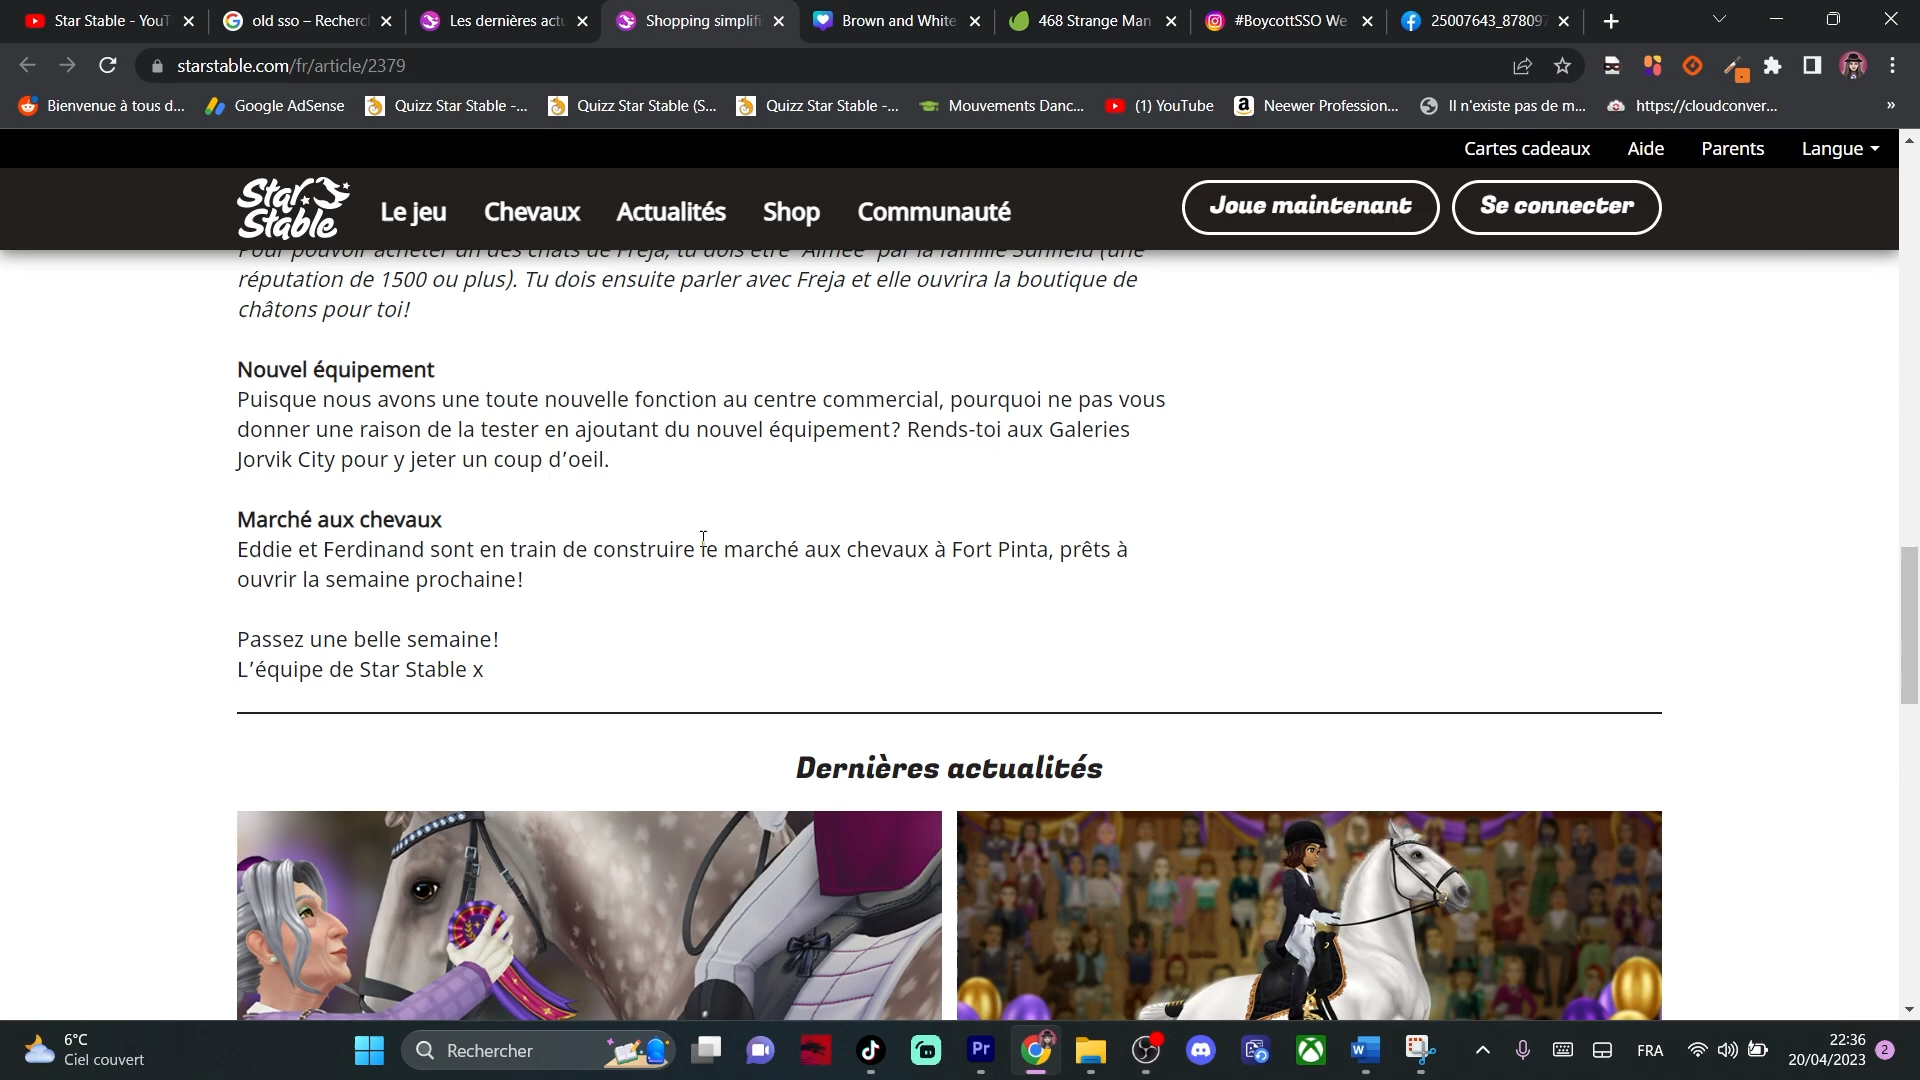 Star Stable - YouT
old sso – Recherc
Les dernières actu
Shopping simplifi
Brown and White
468 Strange Man
#BoycottSSO We
25007643_878097
starstable.com/fr/article/2379
Bienvenue à tous d...
Google AdSense
Quizz Star Stable -...
Quizz Star Stable (S...
Quizz Star Stable -...
Mouvements Danc...
(1) YouTube
Neewer Profession...
Il n'existe pas de m...
https://cloudconver...
Cartes cadeaux
Aide
Parents
Langue
Star Stable
Le jeu
Chevaux
Actualités
Shop
Communauté
Joue maintenant
Se connecter
Pour pouvoir acheter un des chats de Freja, tu dois être "Aimée" par la famille Sunfield (une
réputation de 1500 ou plus). Tu dois ensuite parler avec Freja et elle ouvrira la boutique de
châtons pour toi!
Nouvel équipement
Puisque nous avons une toute nouvelle fonction au centre commercial, pourquoi ne pas vous
donner une raison de la tester en ajoutant du nouvel équipement? Rends-toi aux Galeries
Jorvik City pour y jeter un coup d’oeil.
Marché aux chevaux
Eddie et Ferdinand sont en train de construire le marché aux chevaux à Fort Pinta, prêts à
ouvrir la semaine prochaine!
Passez une belle semaine!
L’équipe de Star Stable x
Dernières actualités
6°C
Ciel couvert
Rechercher
Pr
FRA
22:36
20/04/2023
2